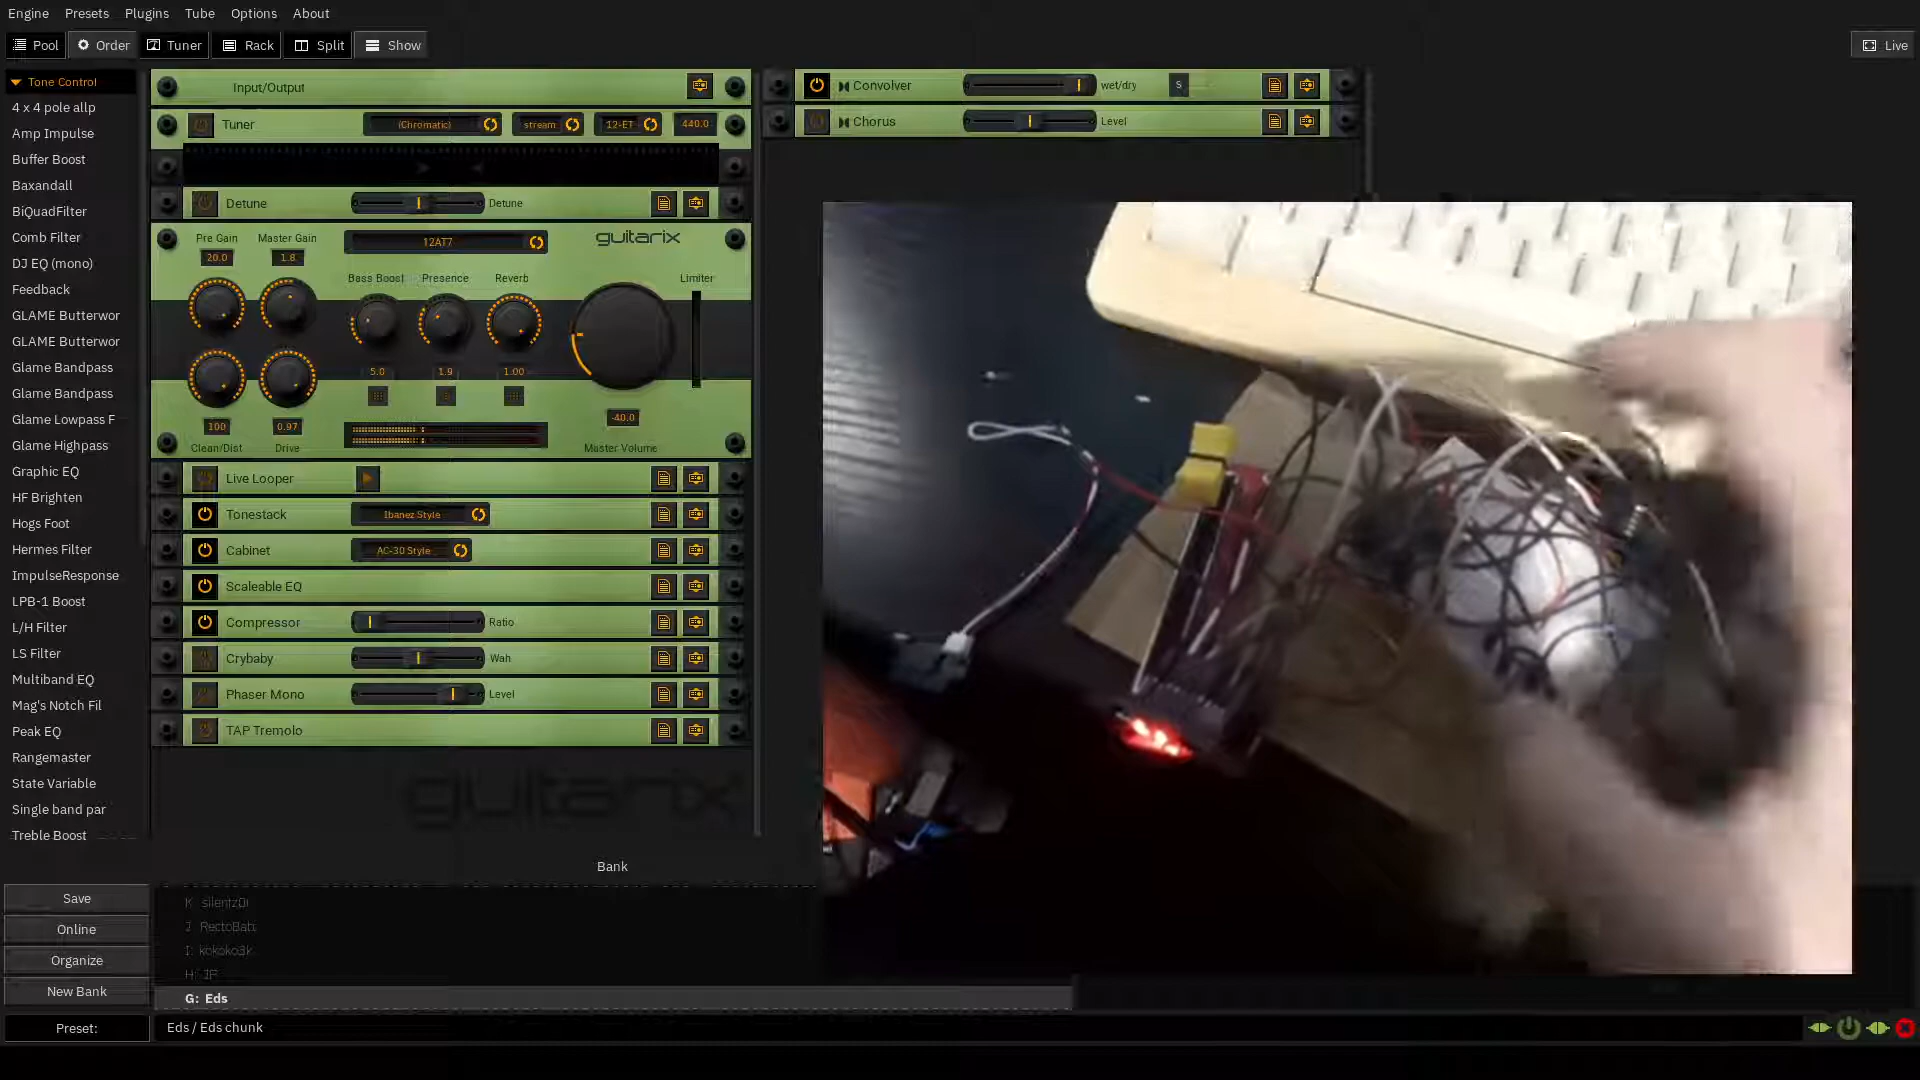 Engine Presets Plugins Tube Options About
Pool Order Tuner Rack Split Show Live
Tone Control
4 x 4 pole allp
Amp Impulse
Buffer Boost
Baxandall
BiQuadFilter
Comb Filter
DJ EQ (mono)
Feedback
GLAME Butterwor
GLAME Butterwor
Glame Bandpass
Glame Bandpass
Glame Lowpass F
Glame Highpass
Graphic EQ
HF Brighten
Hogs Foot
Hermes Filter
ImpulseResponse
LPB-1 Boost
L/H Filter
LS Filter
Multiband EQ
Mag's Notch Fil
Peak EQ
Rangemaster
State Variable
Single band par
Treble Boost
Input/Output
Tuner (Chromatic) stream 12-ET 440.0
Detune Detune
Pre Gain Master Gain 12AT7 guitarix
20.0 1.8
Bass Boost Presence Reverb Limiter
5.0 1.9 1.00
100 0.97 -40.0
Clean/Dist Drive Master Volume
Live Looper
Tonestack Ibanez Style
Cabinet AC-30 Style
Scaleable EQ
Compressor Ratio
Crybaby Wah
Phaser Mono Level
TAP Tremolo
guitarix
Convolver wet/dry S
Chorus Level
Bank
Save
Online
Organize
New Bank
K silentz0r
J RectoBatt
I: kokoko3k
H: JP
G: Eds
Preset: Eds / Eds chunk